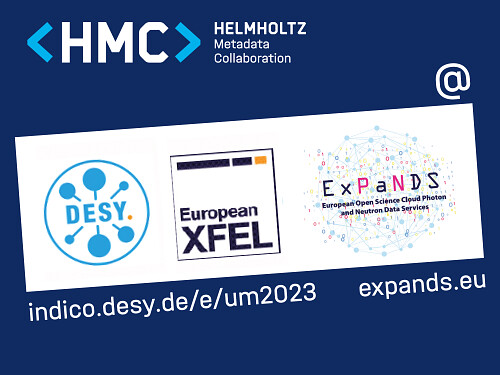 <HMC>
HELMHOLTZ
Metadata
Collaboration
@
DESY.
European
XFEL
ExPaNDS
European Open Science Cloud Photon
and Neutron Data Services
indico.desy.de/e/um2023
expands.eu